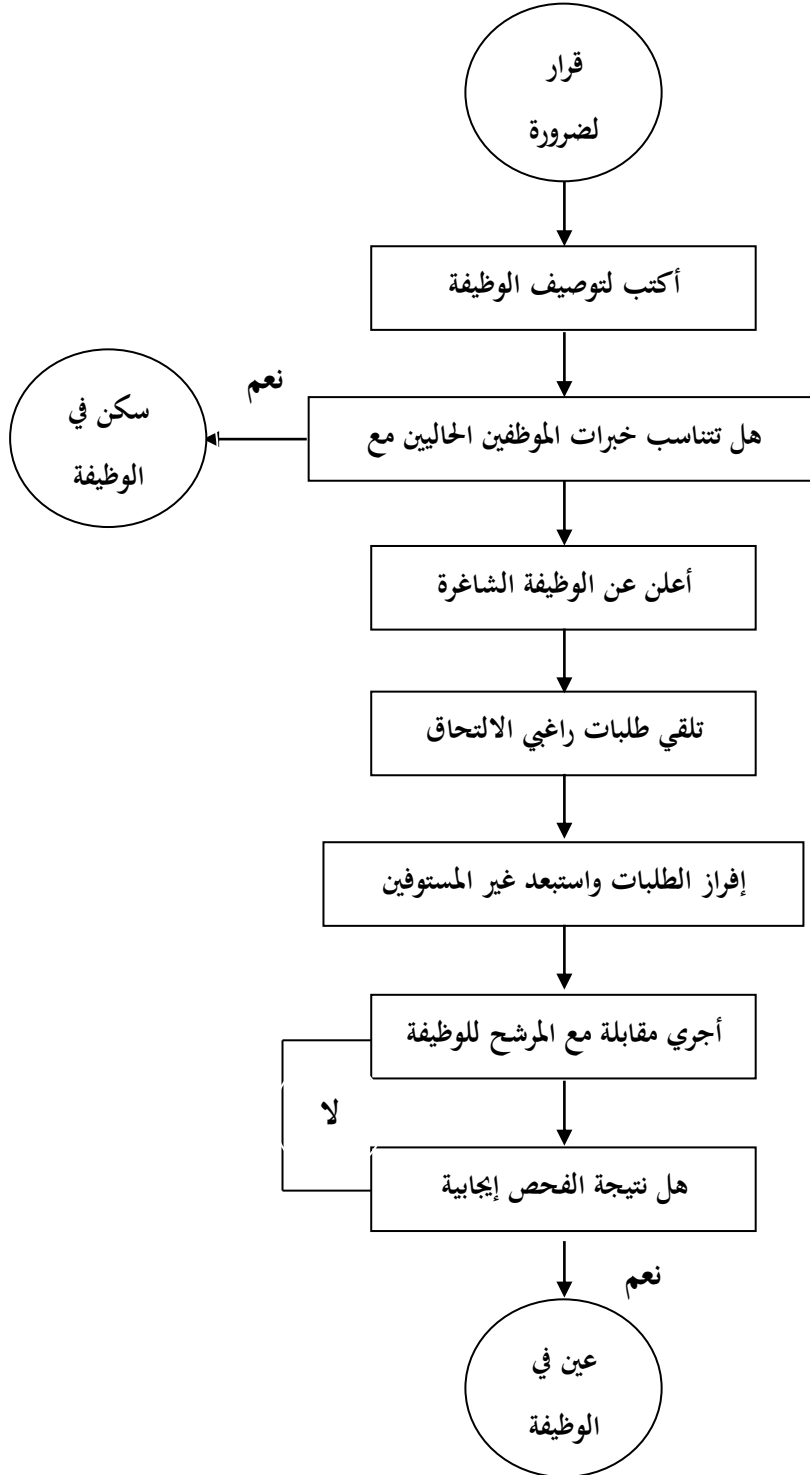 قرار
لضرورة
أكتب لتوصيف الوظيفة
نعم
سكن في
الوظيفة
هل تتناسب خبرات الموظفين الحاليين مع
أعلن عن الوظيفة الشاغرة
تلقي طلبات راغبي الالتحاق
إفراز الطلبات واستبعد غير المستوفين
أجري مقابلة مع المرشح للوظيفة
لا
هل نتيجة الفحص إيجابية
نعم
عين في
الوظيفة